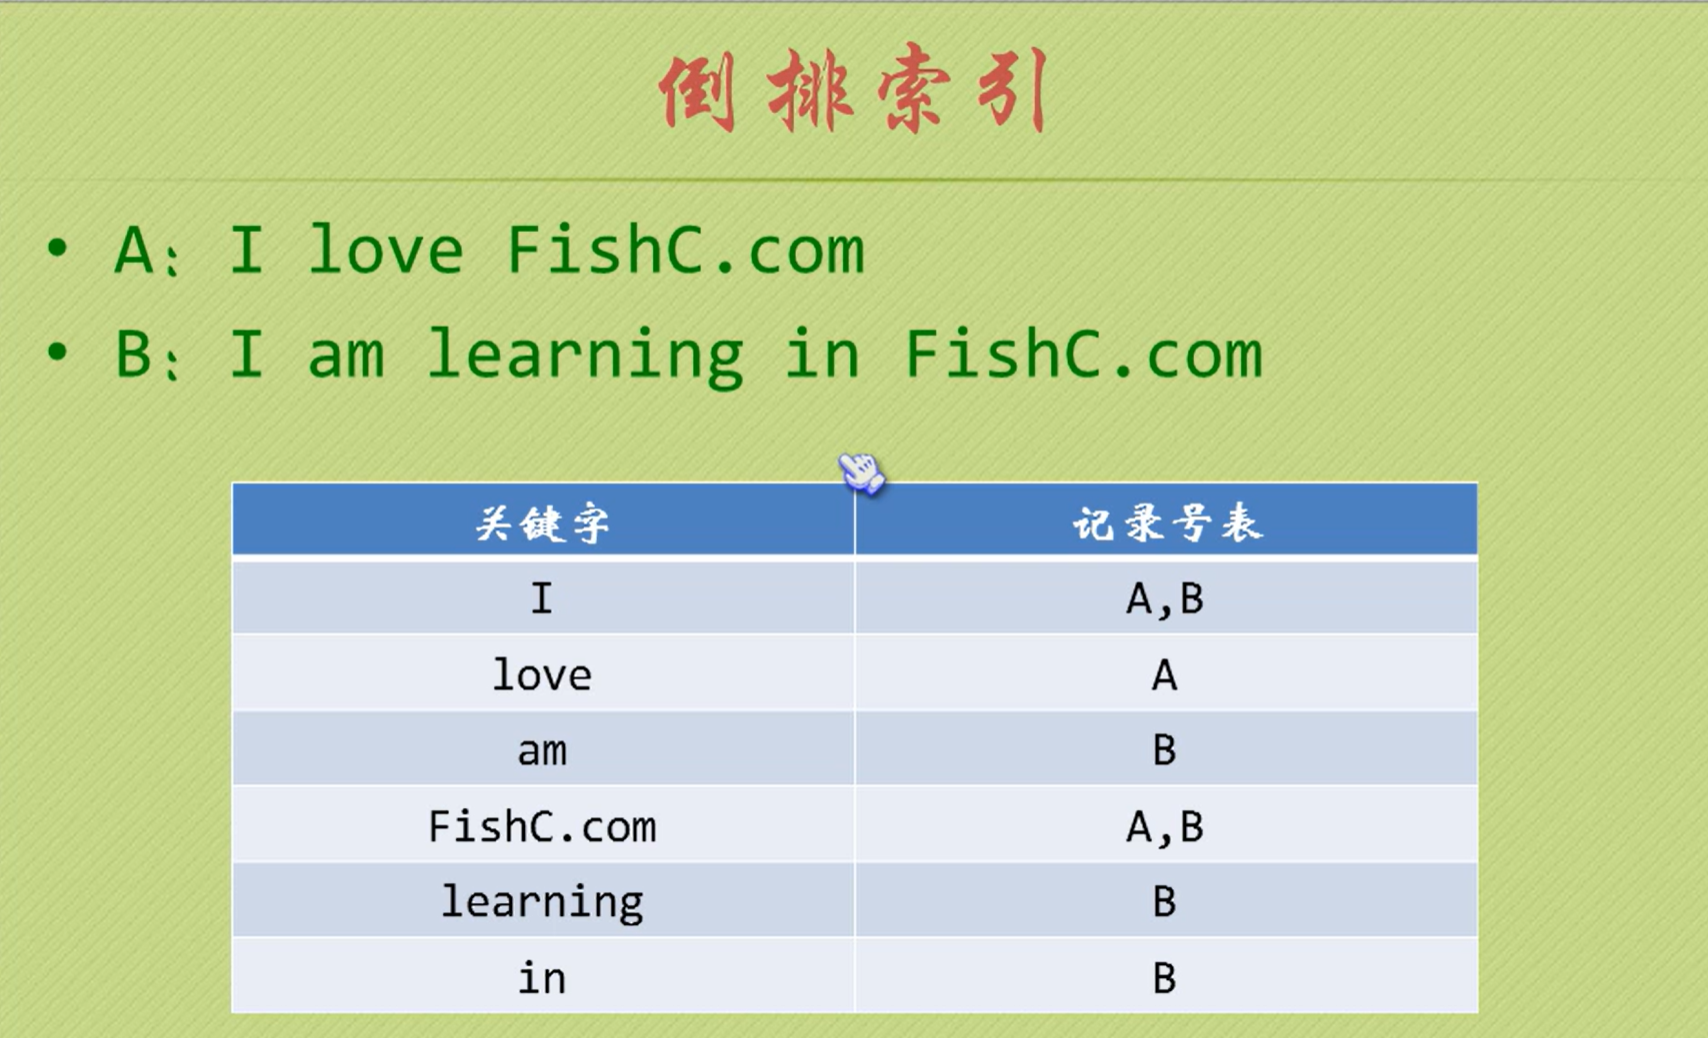 倒排索引
• A：I love FishC.com
• B：I am learning in FishC.com
关键字 记录号表
I A,B
love A
am B
FishC.com A,B
learning B
in B